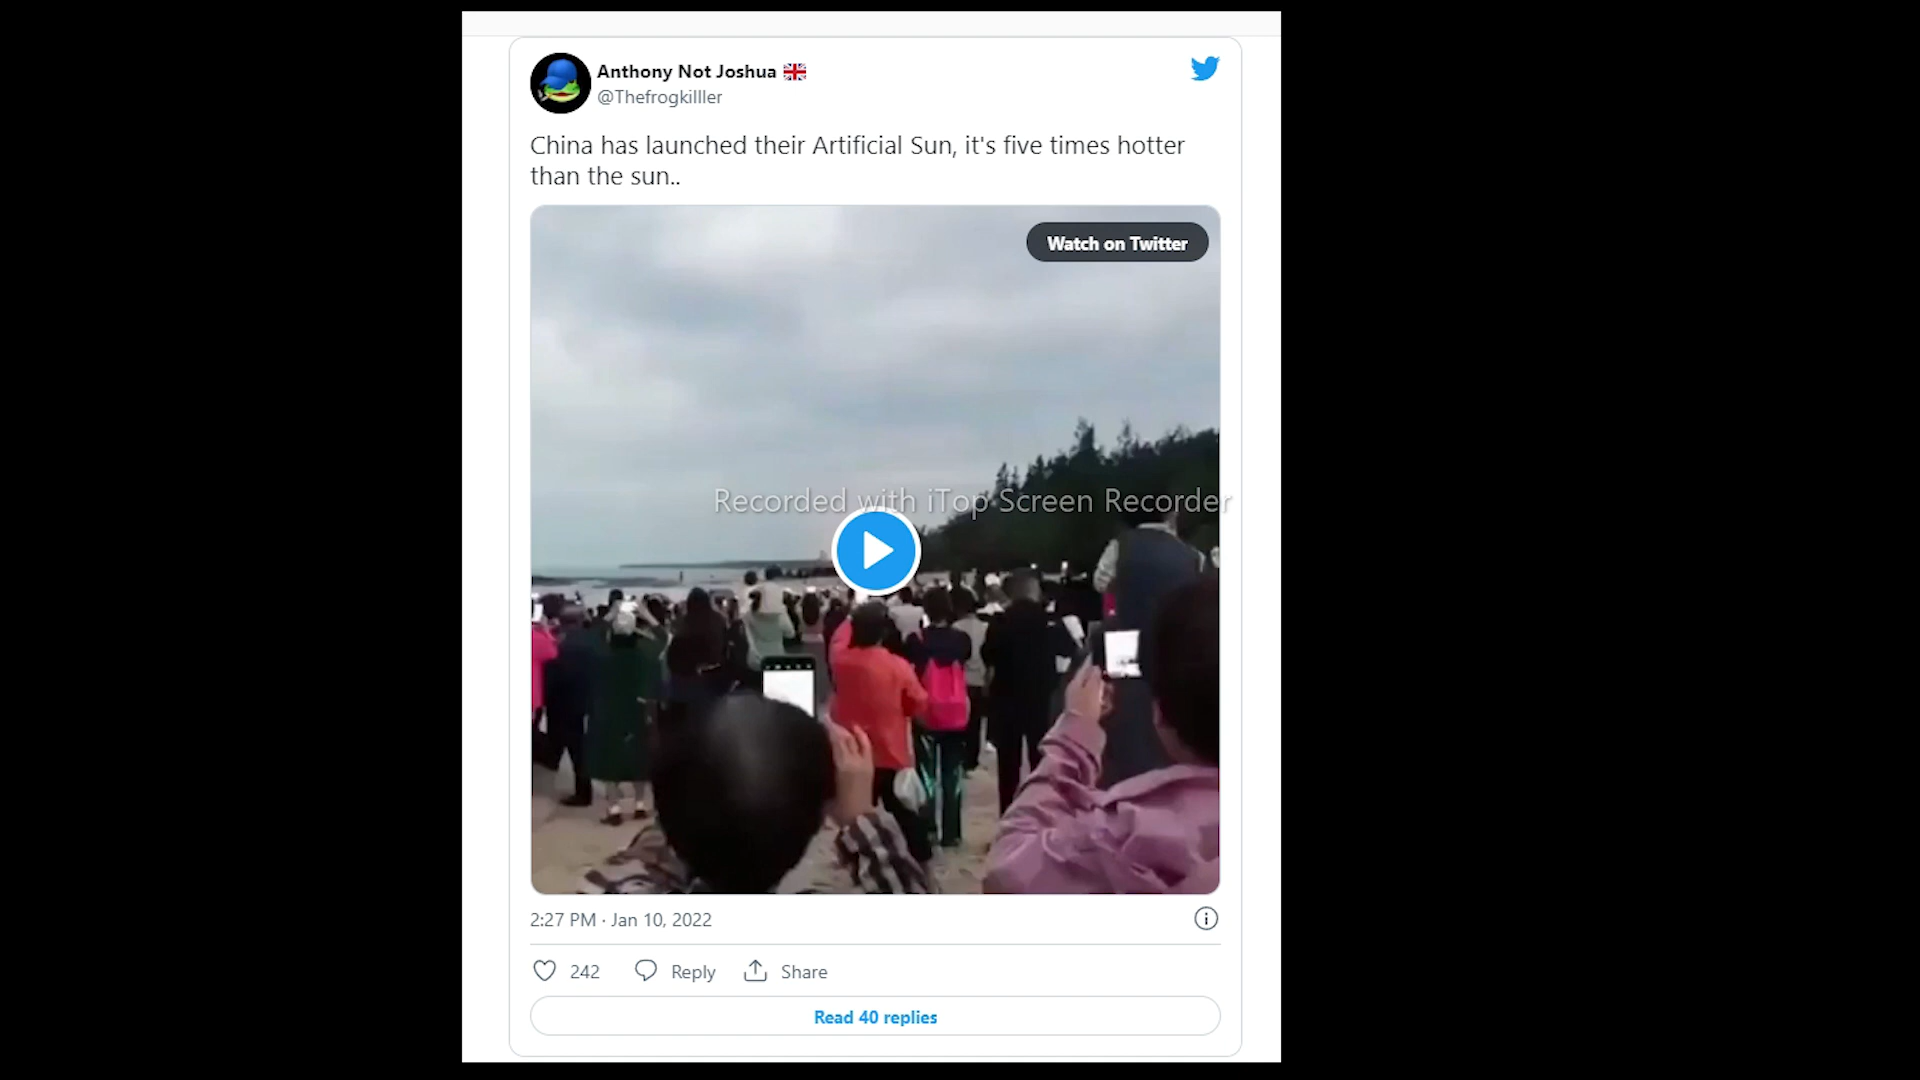 Anthony Not Joshua
@Thefrogkilller
China has launched their Artificial Sun, it's five times hotter
than the sun..
Watch on Twitter
Recorded with iTop Screen Recorder
2:27 PM · Jan 10, 2022
242 Reply Share
Read 40 replies